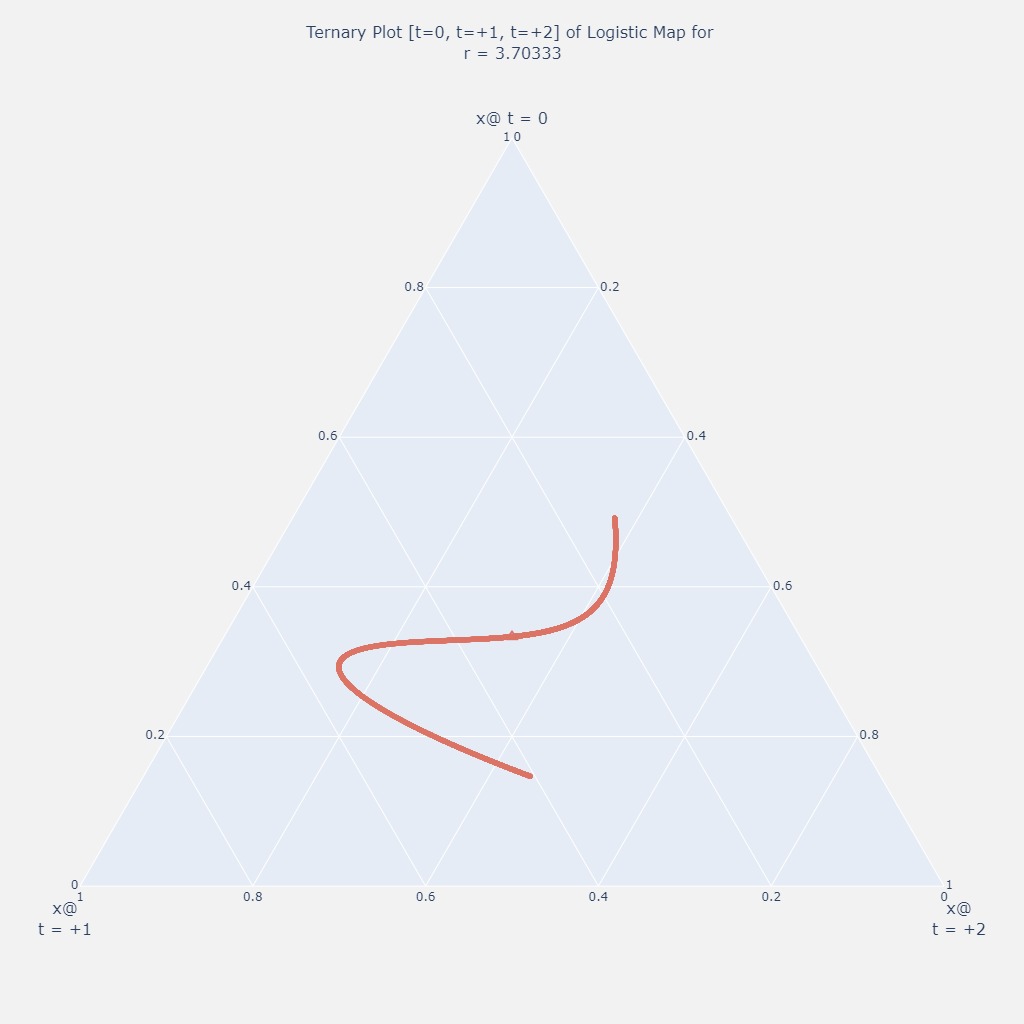 Ternary Plot [t=0, t=+1, t=+2] of Logistic Map for
r = 3.70333
x@ t = 0
1 0
0.8 0.2
0.6 0.4
0.4 0.6
0.2 0.8
0 1
1 0.8 0.6 0.4 0.2 0
x@ x@
t = +1 t = +2